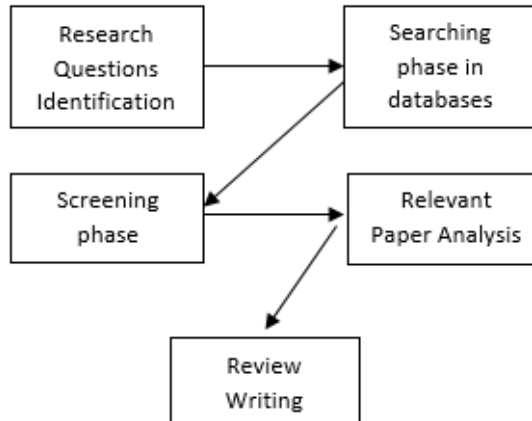 Research
Questions
Identification
Searching
phase in
databases
Screening
phase
Relevant
Paper Analysis
Review
Writing